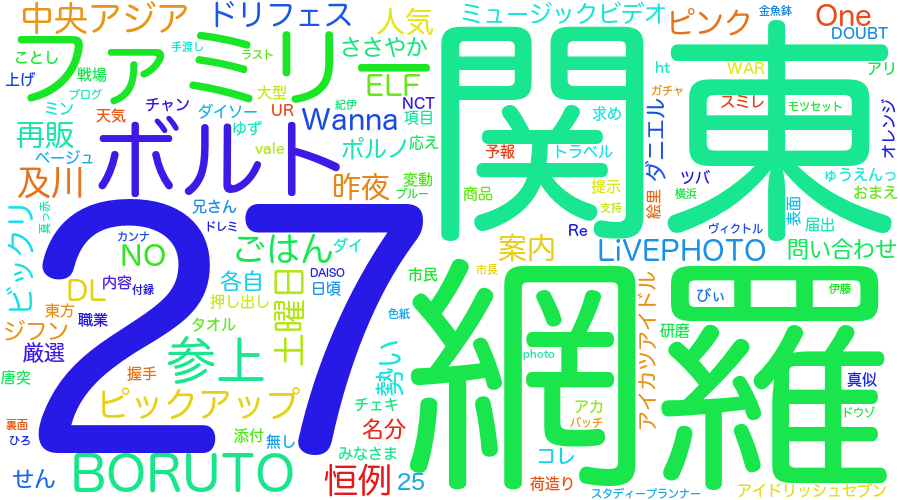 中央アジア
ドリフェス
人気
ミュージックビデオ
ピンク
One
金魚鉢
DOUBT
手渡し
ファミリー
ささやか
関東
ことし
ラスト
戦場
ELF
ht
WAR
アリ
上げ
ブログ
大型
ガチャ
ミン
チャン
紀伊
NCT
スミレ
モツセット
オレンジ
天気
ダイソー
UR
Wanna
項目
求め
ダニエル
再販
ボルト
ゆず
応え
ベージュ
vale
ポルノ
予報
トラベル
ツバ
ゅうえんっ
及川
昨夜
変動
ブルー
商品
提示
絵里
横浜
おまえ
27
兄さん
支持
表面
届出
真っ赤
ビックリ
ドレミ
Re
ヴィクトル
カンナ
NO
ごはん
ダイ
案内
LiVEPHOTO
問い合わせ
DL
内容
付録
各自
土曜日
DAISO
日頃
市民
市長
網羅
びぃ
伊藤
東方
職業
押し出し
色紙
アイカツアイドル
ジフン
タオル
研磨
厳選
参上
勢い
photo
唐突
握手
真似
ピックアップ
チェキ
アカ
バッチ
ドウゾ
裏面
ひろ
添付
無し
名分
みなさま
コレ
せん
BORUTO
恒例
25
荷造り
スタディープランナー
アイドリッシュセブン